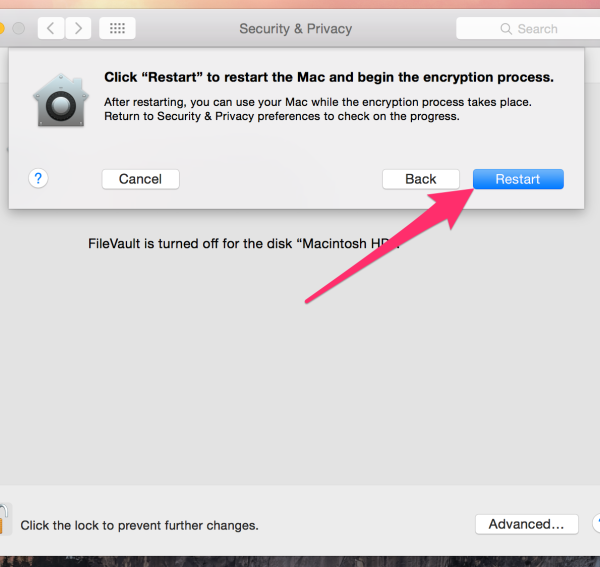 Security & Privacy
Search
Click “Restart” to restart the Mac and begin the encryption process.
After restarting, you can use your Mac while the encryption process takes place.
Return to Security & Privacy preferences to check on the progress.
?
Cancel
Back
Restart
FileVault is turned off for the disk “Macintosh HD”.
Click the lock to prevent further changes.
Advanced...